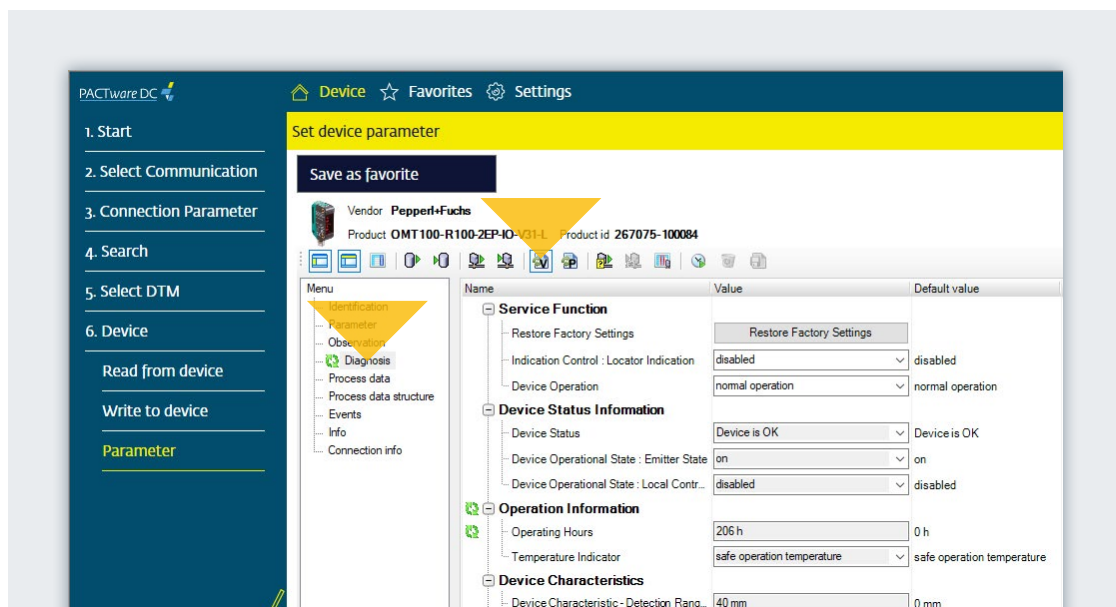 PACTware DC
Device Favorites Settings
1. Start
2. Select Communication
3. Connection Parameter
4. Search
5. Select DTM
6. Device
Read from device
Write to device
Parameter
Set device parameter
Save as favorite
Vendor Pepperl+Fuchs
Product OMT100-R100-2EP-IO-V31-L Product id 267075-100084
Menu
Identification
Parameter
Observation
Diagnosis
Process data
Process data structure
Events
Info
Connection info
Name Value Default value
Service Function
Restore Factory Settings Restore Factory Settings
Indication Control : Locator Indication disabled disabled
Device Operation normal operation normal operation
Device Status Information
Device Status Device is OK Device is OK
Device Operational State : Emitter State on on
Device Operational State : Local Contr... disabled disabled
Operation Information
Operating Hours 206 h 0 h
Temperature Indicator safe operation temperature safe operation temperature
Device Characteristics
Device Characteristic - Detection Rang... 40 mm 0 mm